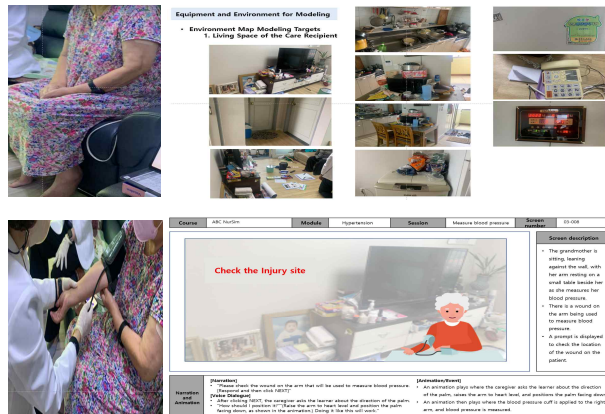 Equipment and Environment for Modeling
• Environment Map Modeling Targets
1. Living Space of the Care Recipient
Course
ABC NurSim
Module
Hypertension
Session
Measure blood pressure
Screen number
03-008
Check the Injury site
Screen description
• The grandmother is
sitting, leaning
against the wall, with
her arm resting on a
small table beside her
as she measures her
blood pressure.
• There is a wound on
the arm being used
to measure blood
pressure.
• A prompt is displayed
to check the location
of the wound on the
patient.
Narration
and
Animation
[Narration]
• "Please check the wound on the arm that will be used to measure blood pressure.
(Respond and then click NEXT)"
[Voice Dialogue]
• After clicking NEXT, the caregiver asks the learner about the direction of the palm
"How should I position it?""(Raise the arm to heart level and position the palm
facing down, as shown in the animation.) Doing it like this will work."
[Animation/Event]
• An animation plays where the caregiver asks the learner about the direction
of the palm, raises the arm to heart level, and positions the palm facing down
• An animation then plays where the blood pressure cuff is applied to the right
arm, and blood pressure is measured.